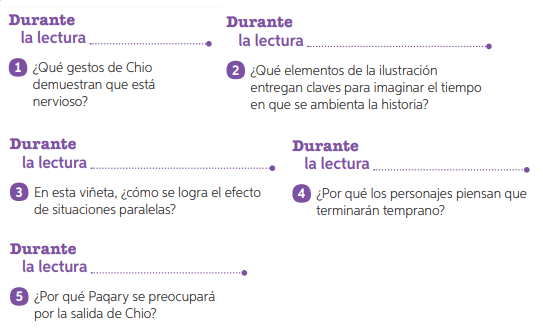 Durante
la lectura
1 ¿Qué gestos de Chio
demuestran que está
nervioso?
Durante
la lectura
2 ¿Qué elementos de la ilustración
entregan claves para imaginar el tiempo
en que se ambienta la historia?
Durante
la lectura
3 En esta viñeta, ¿cómo se logra el efecto
de situaciones paralelas?
Durante
la lectura
4 ¿Por qué los personajes piensan que
terminarán temprano?
Durante
la lectura
5 ¿Por qué Paqary se preocupará
por la salida de Chio?